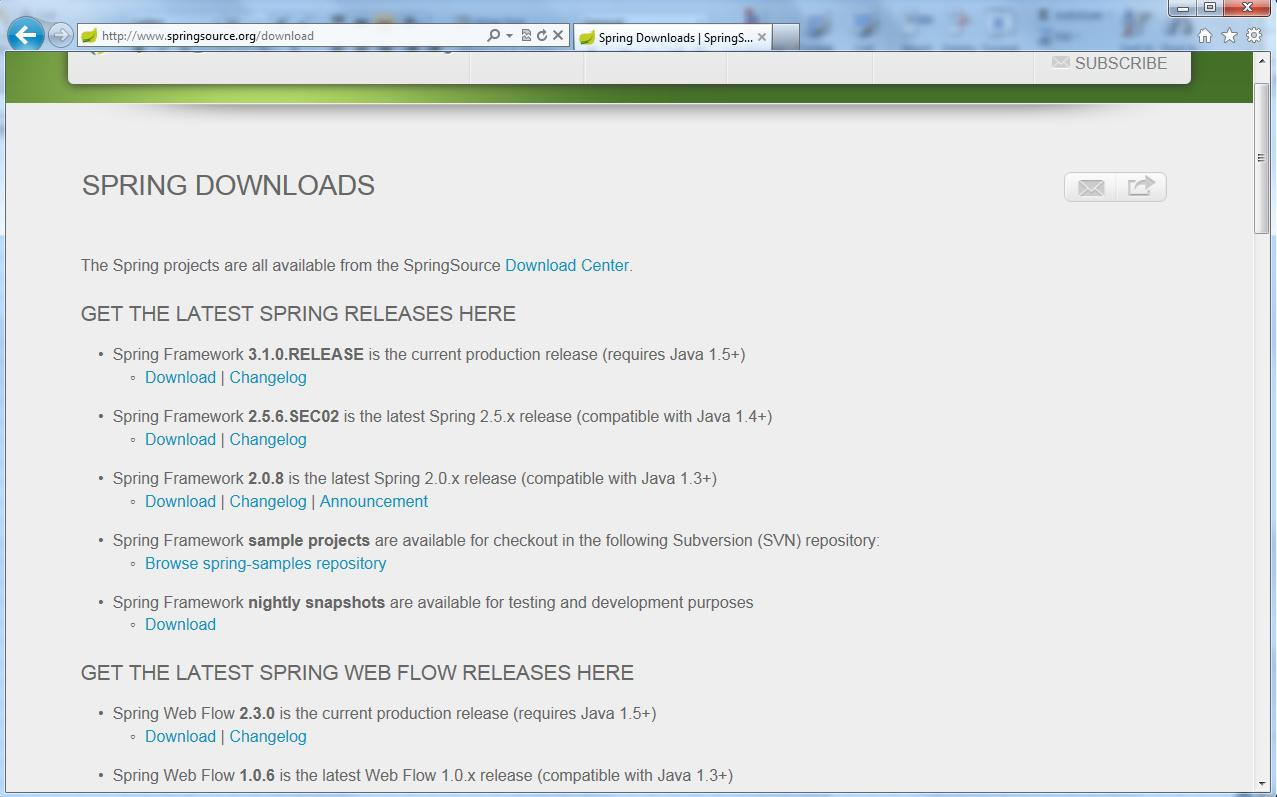 http://www.springsource.org/download
Spring Downloads | SpringS...
SUBSCRIBE
SPRING DOWNLOADS
The Spring projects are all available from the SpringSource Download Center.
GET THE LATEST SPRING RELEASES HERE
• Spring Framework 3.1.0.RELEASE is the current production release (requires Java 1.5+)
◦ Download | Changelog
• Spring Framework 2.5.6.SEC02 is the latest Spring 2.5.x release (compatible with Java 1.4+)
◦ Download | Changelog
• Spring Framework 2.0.8 is the latest Spring 2.0.x release (compatible with Java 1.3+)
◦ Download | Changelog | Announcement
• Spring Framework sample projects are available for checkout in the following Subversion (SVN) repository:
◦ Browse spring-samples repository
• Spring Framework nightly snapshots are available for testing and development purposes
◦ Download
GET THE LATEST SPRING WEB FLOW RELEASES HERE
• Spring Web Flow 2.3.0 is the current production release (requires Java 1.5+)
◦ Download | Changelog
• Spring Web Flow 1.0.6 is the latest Web Flow 1.0.x release (compatible with Java 1.3+)